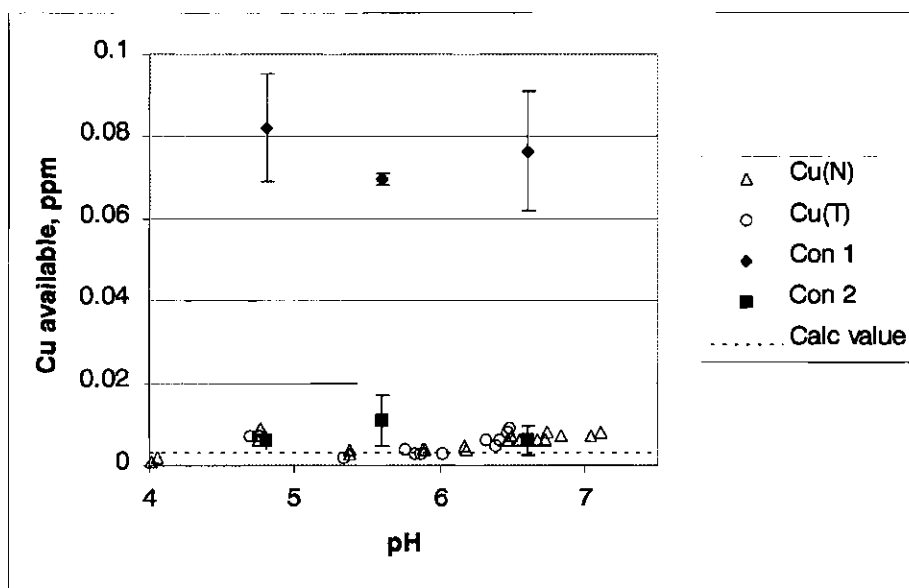 0.1
0.08
0.06
0.04
0.02
0
Cu available, ppm
4 5 6 7
pH
Cu(N)
Cu(T)
Con 1
Con 2
Calc value